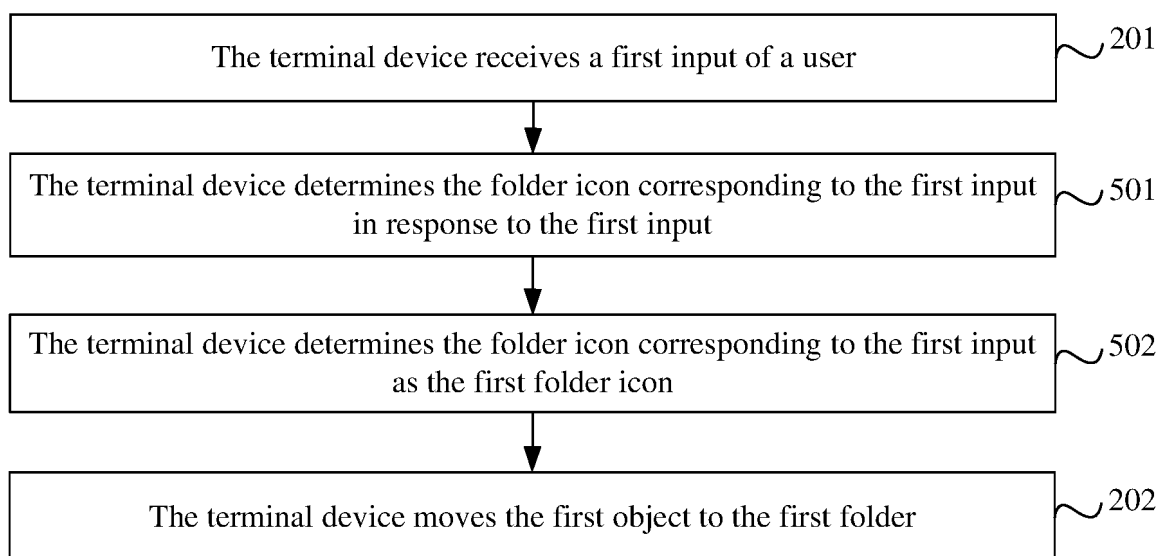 The terminal device receives a first input of a user
201
The terminal device determines the folder icon corresponding to the first input
in response to the first input
501
The terminal device determines the folder icon corresponding to the first input
as the first folder icon
502
The terminal device moves the first object to the first folder
202